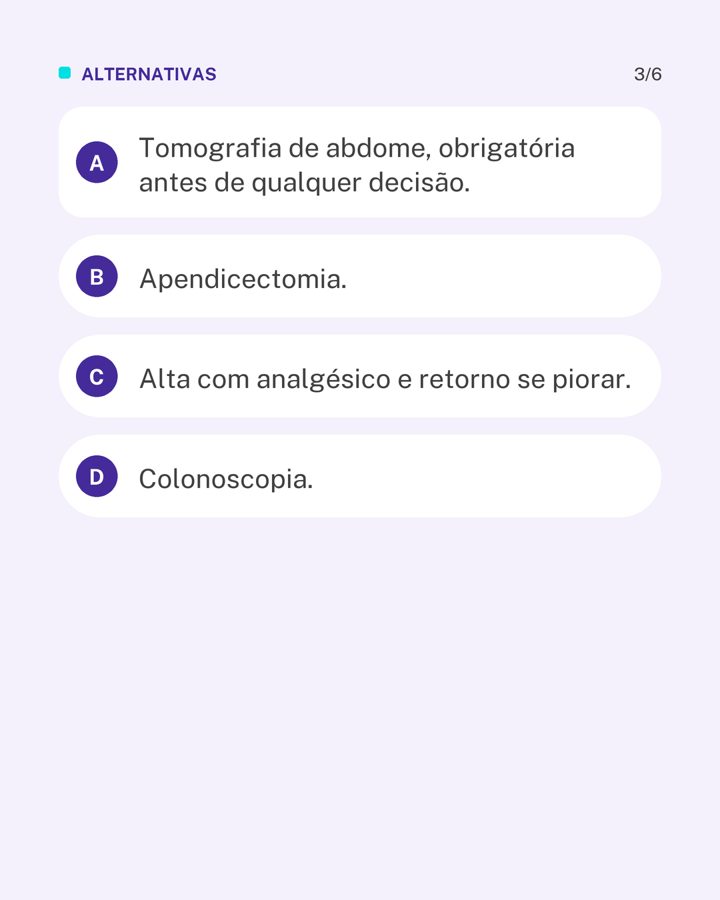 ALTERNATIVAS
3/6
A
Tomografia de abdome, obrigatória
antes de qualquer decisão.
B
Apendicectomia.
C
Alta com analgésico e retorno se piorar.
D
Colonoscopia.